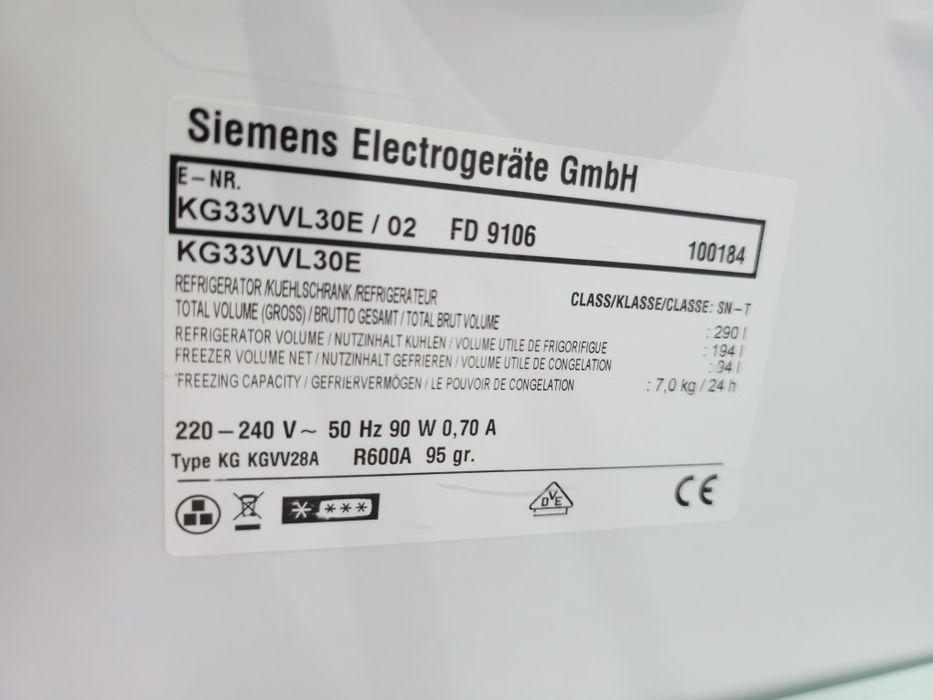 Siemens Electrogeräte GmbH
E-NR.
KG33VVL30E / 02 FD 9106 100184
KG33VVL30E
REFRIGERATOR /KUEHLSCHRANK /REFRIGERATEUR CLASS/KLASSE/CLASSE: SN-T
TOTAL VOLUME (GROSS) / BRUTTO GESAMT / TOTAL BRUT VOLUME : 290 l
REFRIGERATOR VOLUME / NUTZINHALT KUHLEN / VOLUME UTILE DE FRIGORIFIGUE : 194 l
FREEZER VOLUME NET / NUTZINHALT GEFRIEREN / VOLUME UTILE DE CONGELATION : 94 l
'FREEZING CAPACITY / GEFRIERVERMÖGEN / LE POUVOIR DE CONGELATION : 7,0 kg / 24 h
220-240 V~ 50 Hz 90 W 0,70 A
Type KG KGVV28A R600A 95 gr.
DVE CE